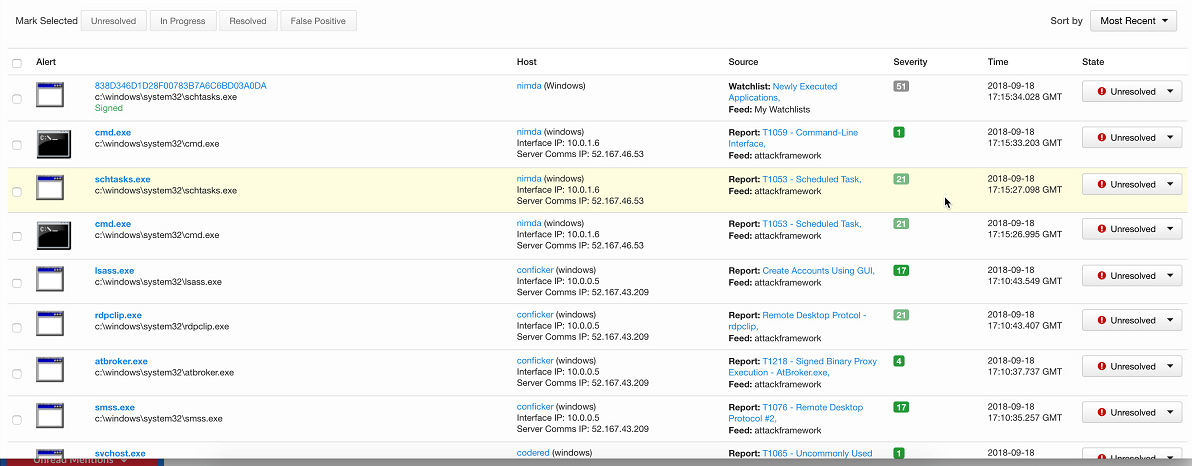 Mark Selected Unresolved In Progress Resolved False Positive Sort by Most Recent
Alert Host Source Severity Time State
838D346D1D28F00783B7A6C6BD03A0DA nimda (Windows) Watchlist: Newly Executed 51 2018-09-18 Unresolved
c:\windows\system32\schtasks.exe Applications, 17:15:34.028 GMT
Signed Feed: My Watchlists
cmd.exe nimda (windows) Report: T1059 - Command-Line 1 2018-09-18 Unresolved
c:\windows\system32\cmd.exe Interface IP: 10.0.1.6 Interface, 17:15:33.203 GMT
Server Comms IP: 52.167.46.53 Feed: attackframework
schtasks.exe nimda (windows) Report: T1053 - Scheduled Task, 21 2018-09-18 Unresolved
c:\windows\system32\schtasks.exe Interface IP: 10.0.1.6 Feed: attackframework 17:15:27.098 GMT
Server Comms IP: 52.167.46.53
cmd.exe nimda (windows) Report: T1053 - Scheduled Task, 21 2018-09-18 Unresolved
c:\windows\system32\cmd.exe Interface IP: 10.0.1.6 Feed: attackframework 17:15:26.995 GMT
Server Comms IP: 52.167.46.53
lsass.exe conficker (windows) Report: Create Accounts Using GUI, 17 2018-09-18 Unresolved
c:\windows\system32\lsass.exe Interface IP: 10.0.0.5 Feed: attackframework 17:10:43.549 GMT
Server Comms IP: 52.167.43.209
rdpclip.exe conficker (windows) Report: Remote Desktop Protcol - 21 2018-09-18 Unresolved
c:\windows\system32\rdpclip.exe Interface IP: 10.0.0.5 rdpclip, 17:10:43.407 GMT
Server Comms IP: 52.167.43.209 Feed: attackframework
atbroker.exe conficker (windows) Report: T1218 - Signed Binary Proxy 4 2018-09-18 Unresolved
c:\windows\system32\atbroker.exe Interface IP: 10.0.0.5 Execution - AtBroker.exe, 17:10:37.737 GMT
Server Comms IP: 52.167.43.209 Feed: attackframework
smss.exe conficker (windows) Report: T1076 - Remote Desktop 17 2018-09-18 Unresolved
c:\windows\system32\smss.exe Interface IP: 10.0.0.5 Protocol #2, 17:10:35.257 GMT
Server Comms IP: 52.167.43.209 Feed: attackframework
svchost.exe codered (windows) Report: T1065 - Uncommonly Used 1 2018-09-18 Unresolved
Unread Mentions